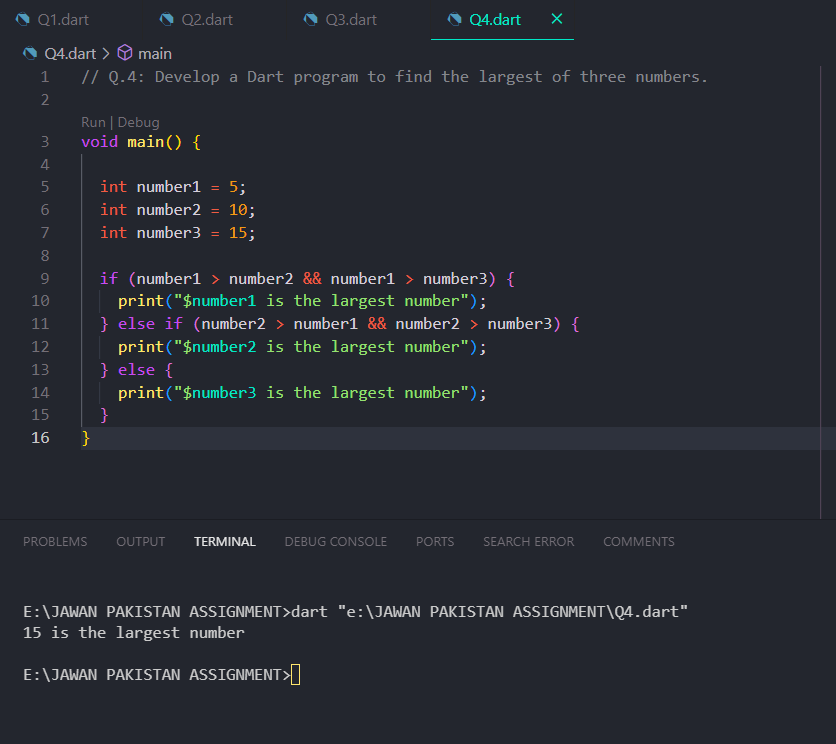 Q1.dart Q2.dart Q3.dart Q4.dart ×
Q4.dart > main
1 // Q.4: Develop a Dart program to find the largest of three numbers.
2
Run | Debug
3 void main() {
4
5 int number1 = 5;
6 int number2 = 10;
7 int number3 = 15;
8
9 if (number1 > number2 && number1 > number3) {
10 print("$number1 is the largest number");
11 } else if (number2 > number1 && number2 > number3) {
12 print("$number2 is the largest number");
13 } else {
14 print("$number3 is the largest number");
15 }
16 }
PROBLEMS OUTPUT TERMINAL DEBUG CONSOLE PORTS SEARCH ERROR COMMENTS
E:\JAWAN PAKISTAN ASSIGNMENT>dart "e:\JAWAN PAKISTAN ASSIGNMENT\Q4.dart"
15 is the largest number
E:\JAWAN PAKISTAN ASSIGNMENT>